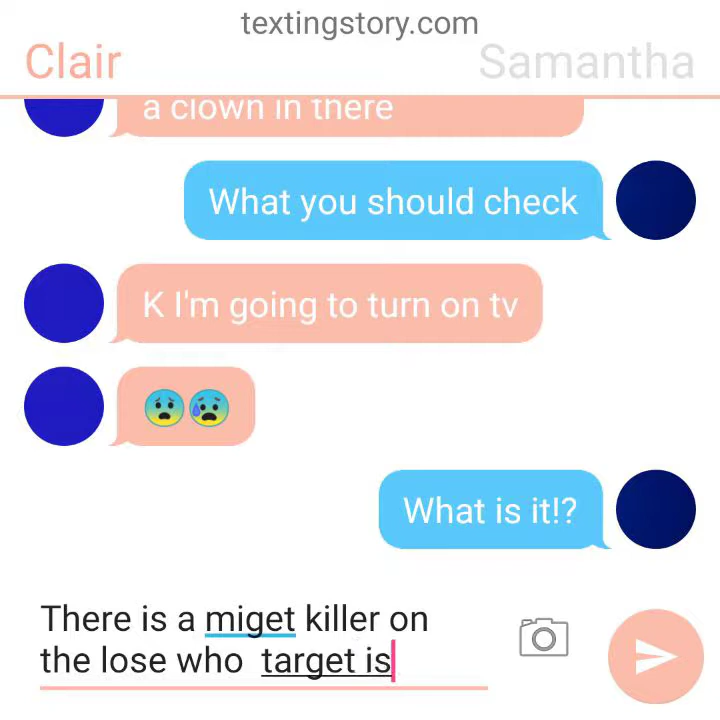 textingstory.com
Clair
Samantha
a clown in there
What you should check
K I'm going to turn on tv
😨😰
What is it!?
There is a miget killer on
the lose who  target is